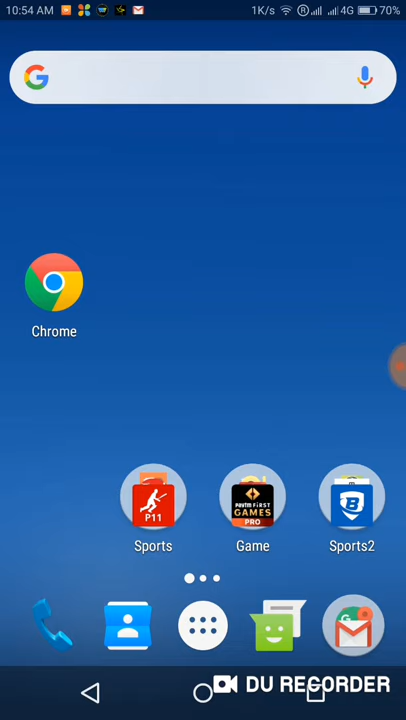 10:54 AM 1K/s R 4G 70%
G
Chrome
P11
paytm FIRST
GAMES
PRO
B
Sports Game Sports2
DU RECORDER